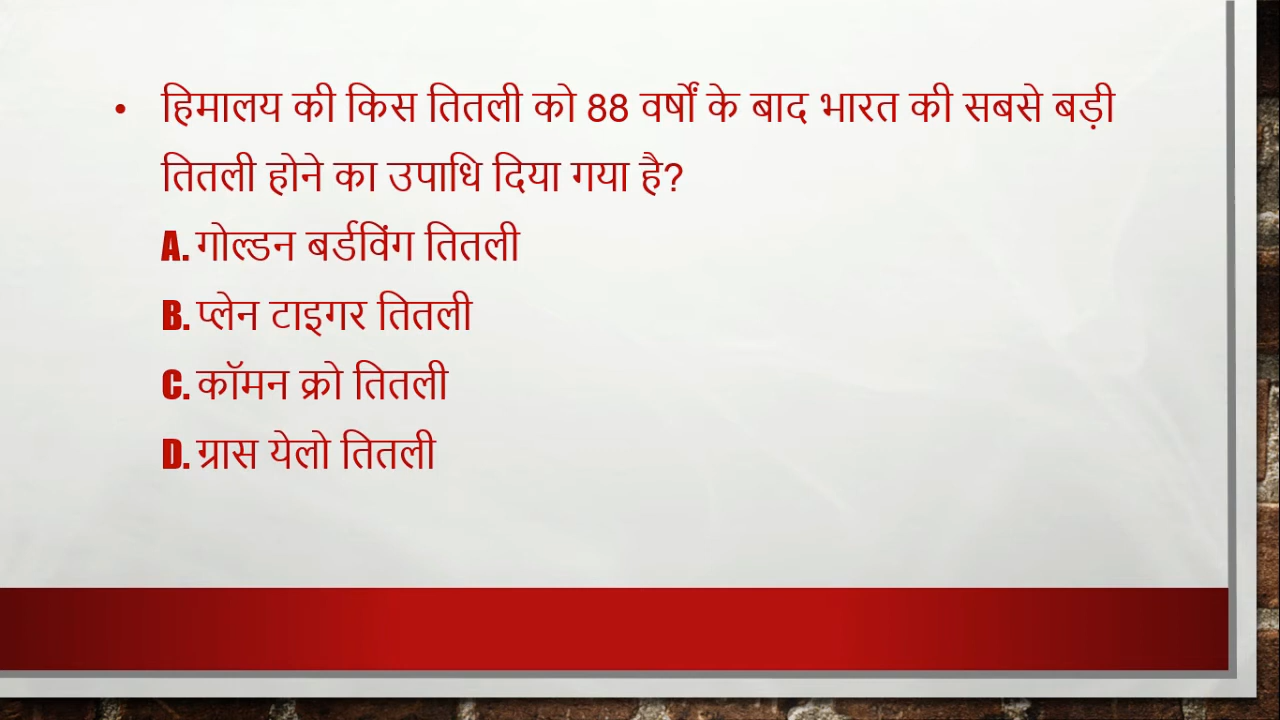 • हिमालय की किस तितली को 88 वर्षों के बाद भारत की सबसे बड़ी
तितली होने का उपाधि दिया गया है?
A. गोल्डन बर्डविंग तितली
B. प्लेन टाइगर तितली
C. कॉमन क्रो तितली
D. ग्रास येलो तितली